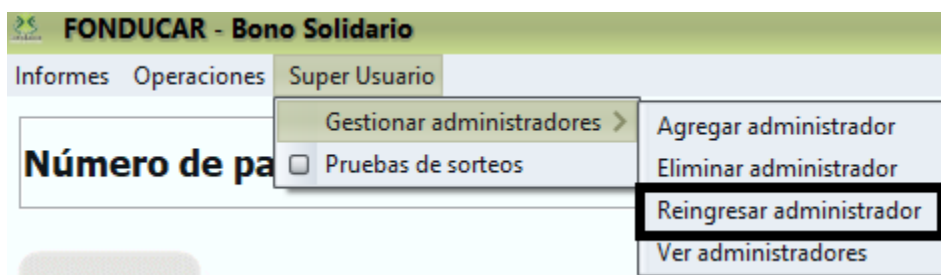 FONDUCAR - Bono Solidario
Informes Operaciones Super Usuario
Gestionar administradores >
Agregar administrador
Número de pa
Pruebas de sorteos
Eliminar administrador
Reingresar administrador
Ver administradores